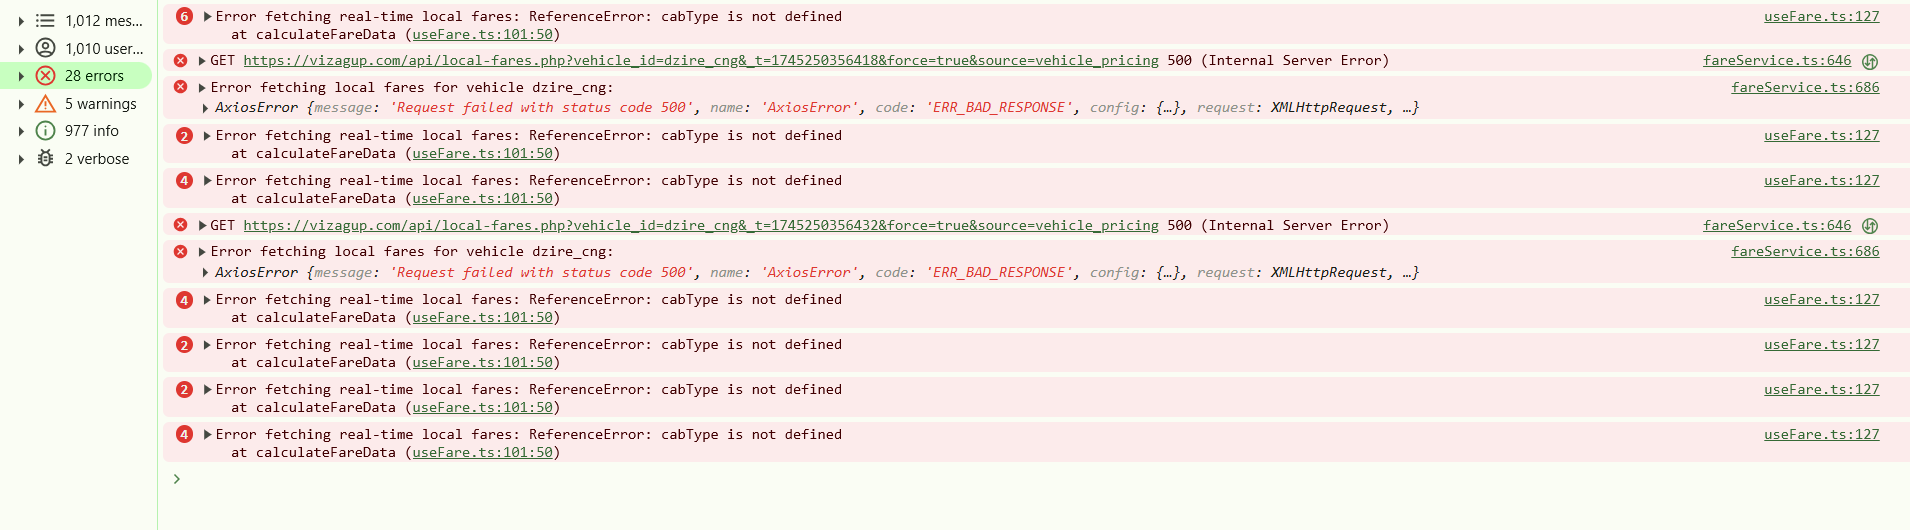 1,012 mes...
1,010 user...
28 errors
5 warnings
977 info
2 verbose
6 Error fetching real-time local fares: ReferenceError: cabType is not defined useFare.ts:127
at calculateFareData (useFare.ts:101:50)
GET https://vizagup.com/api/local-fares.php?vehicle_id=dzire_cng&_t=1745250356418&force=true&source=vehicle_pricing 500 (Internal Server Error) fareService.ts:646
Error fetching local fares for vehicle dzire_cng: fareService.ts:686
AxiosError {message: 'Request failed with status code 500', name: 'AxiosError', code: 'ERR_BAD_RESPONSE', config: {…}, request: XMLHttpRequest, …}
2 Error fetching real-time local fares: ReferenceError: cabType is not defined useFare.ts:127
at calculateFareData (useFare.ts:101:50)
4 Error fetching real-time local fares: ReferenceError: cabType is not defined useFare.ts:127
at calculateFareData (useFare.ts:101:50)
GET https://vizagup.com/api/local-fares.php?vehicle_id=dzire_cng&_t=1745250356432&force=true&source=vehicle_pricing 500 (Internal Server Error) fareService.ts:646
Error fetching local fares for vehicle dzire_cng: fareService.ts:686
AxiosError {message: 'Request failed with status code 500', name: 'AxiosError', code: 'ERR_BAD_RESPONSE', config: {…}, request: XMLHttpRequest, …}
4 Error fetching real-time local fares: ReferenceError: cabType is not defined useFare.ts:127
at calculateFareData (useFare.ts:101:50)
2 Error fetching real-time local fares: ReferenceError: cabType is not defined useFare.ts:127
at calculateFareData (useFare.ts:101:50)
2 Error fetching real-time local fares: ReferenceError: cabType is not defined useFare.ts:127
at calculateFareData (useFare.ts:101:50)
4 Error fetching real-time local fares: ReferenceError: cabType is not defined useFare.ts:127
at calculateFareData (useFare.ts:101:50)